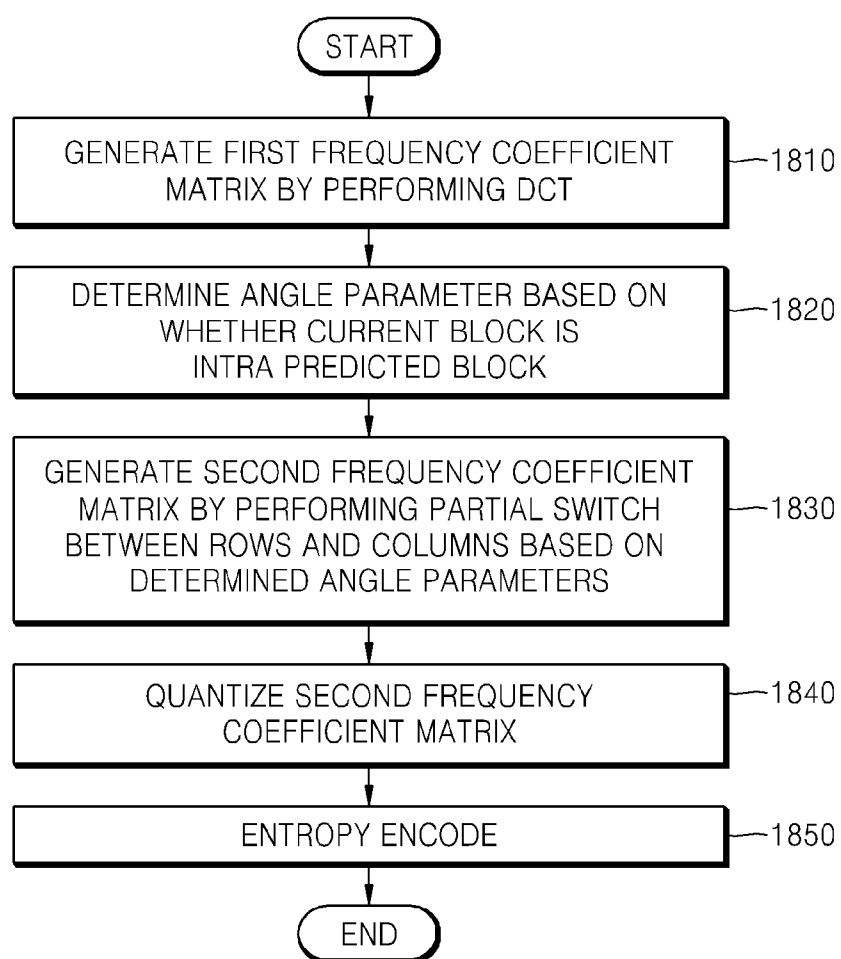 START
GENERATE FIRST FREQUENCY COEFFICIENT
MATRIX BY PERFORMING DCT
1810
DETERMINE ANGLE PARAMETER BASED ON
WHETHER CURRENT BLOCK IS
INTRA PREDICTED BLOCK
1820
GENERATE SECOND FREQUENCY COEFFICIENT
MATRIX BY PERFORMING PARTIAL SWITCH
BETWEEN ROWS AND COLUMNS BASED ON
DETERMINED ANGLE PARAMETERS
1830
QUANTIZE SECOND FREQUENCY
COEFFICIENT MATRIX
1840
ENTROPY ENCODE
1850
END